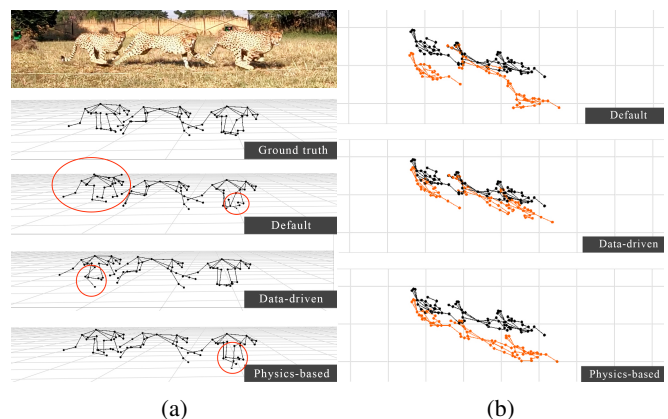 Ground truth
Default
Data-driven
Physics-based
(a)
Default
Data-driven
Physics-based
(b)